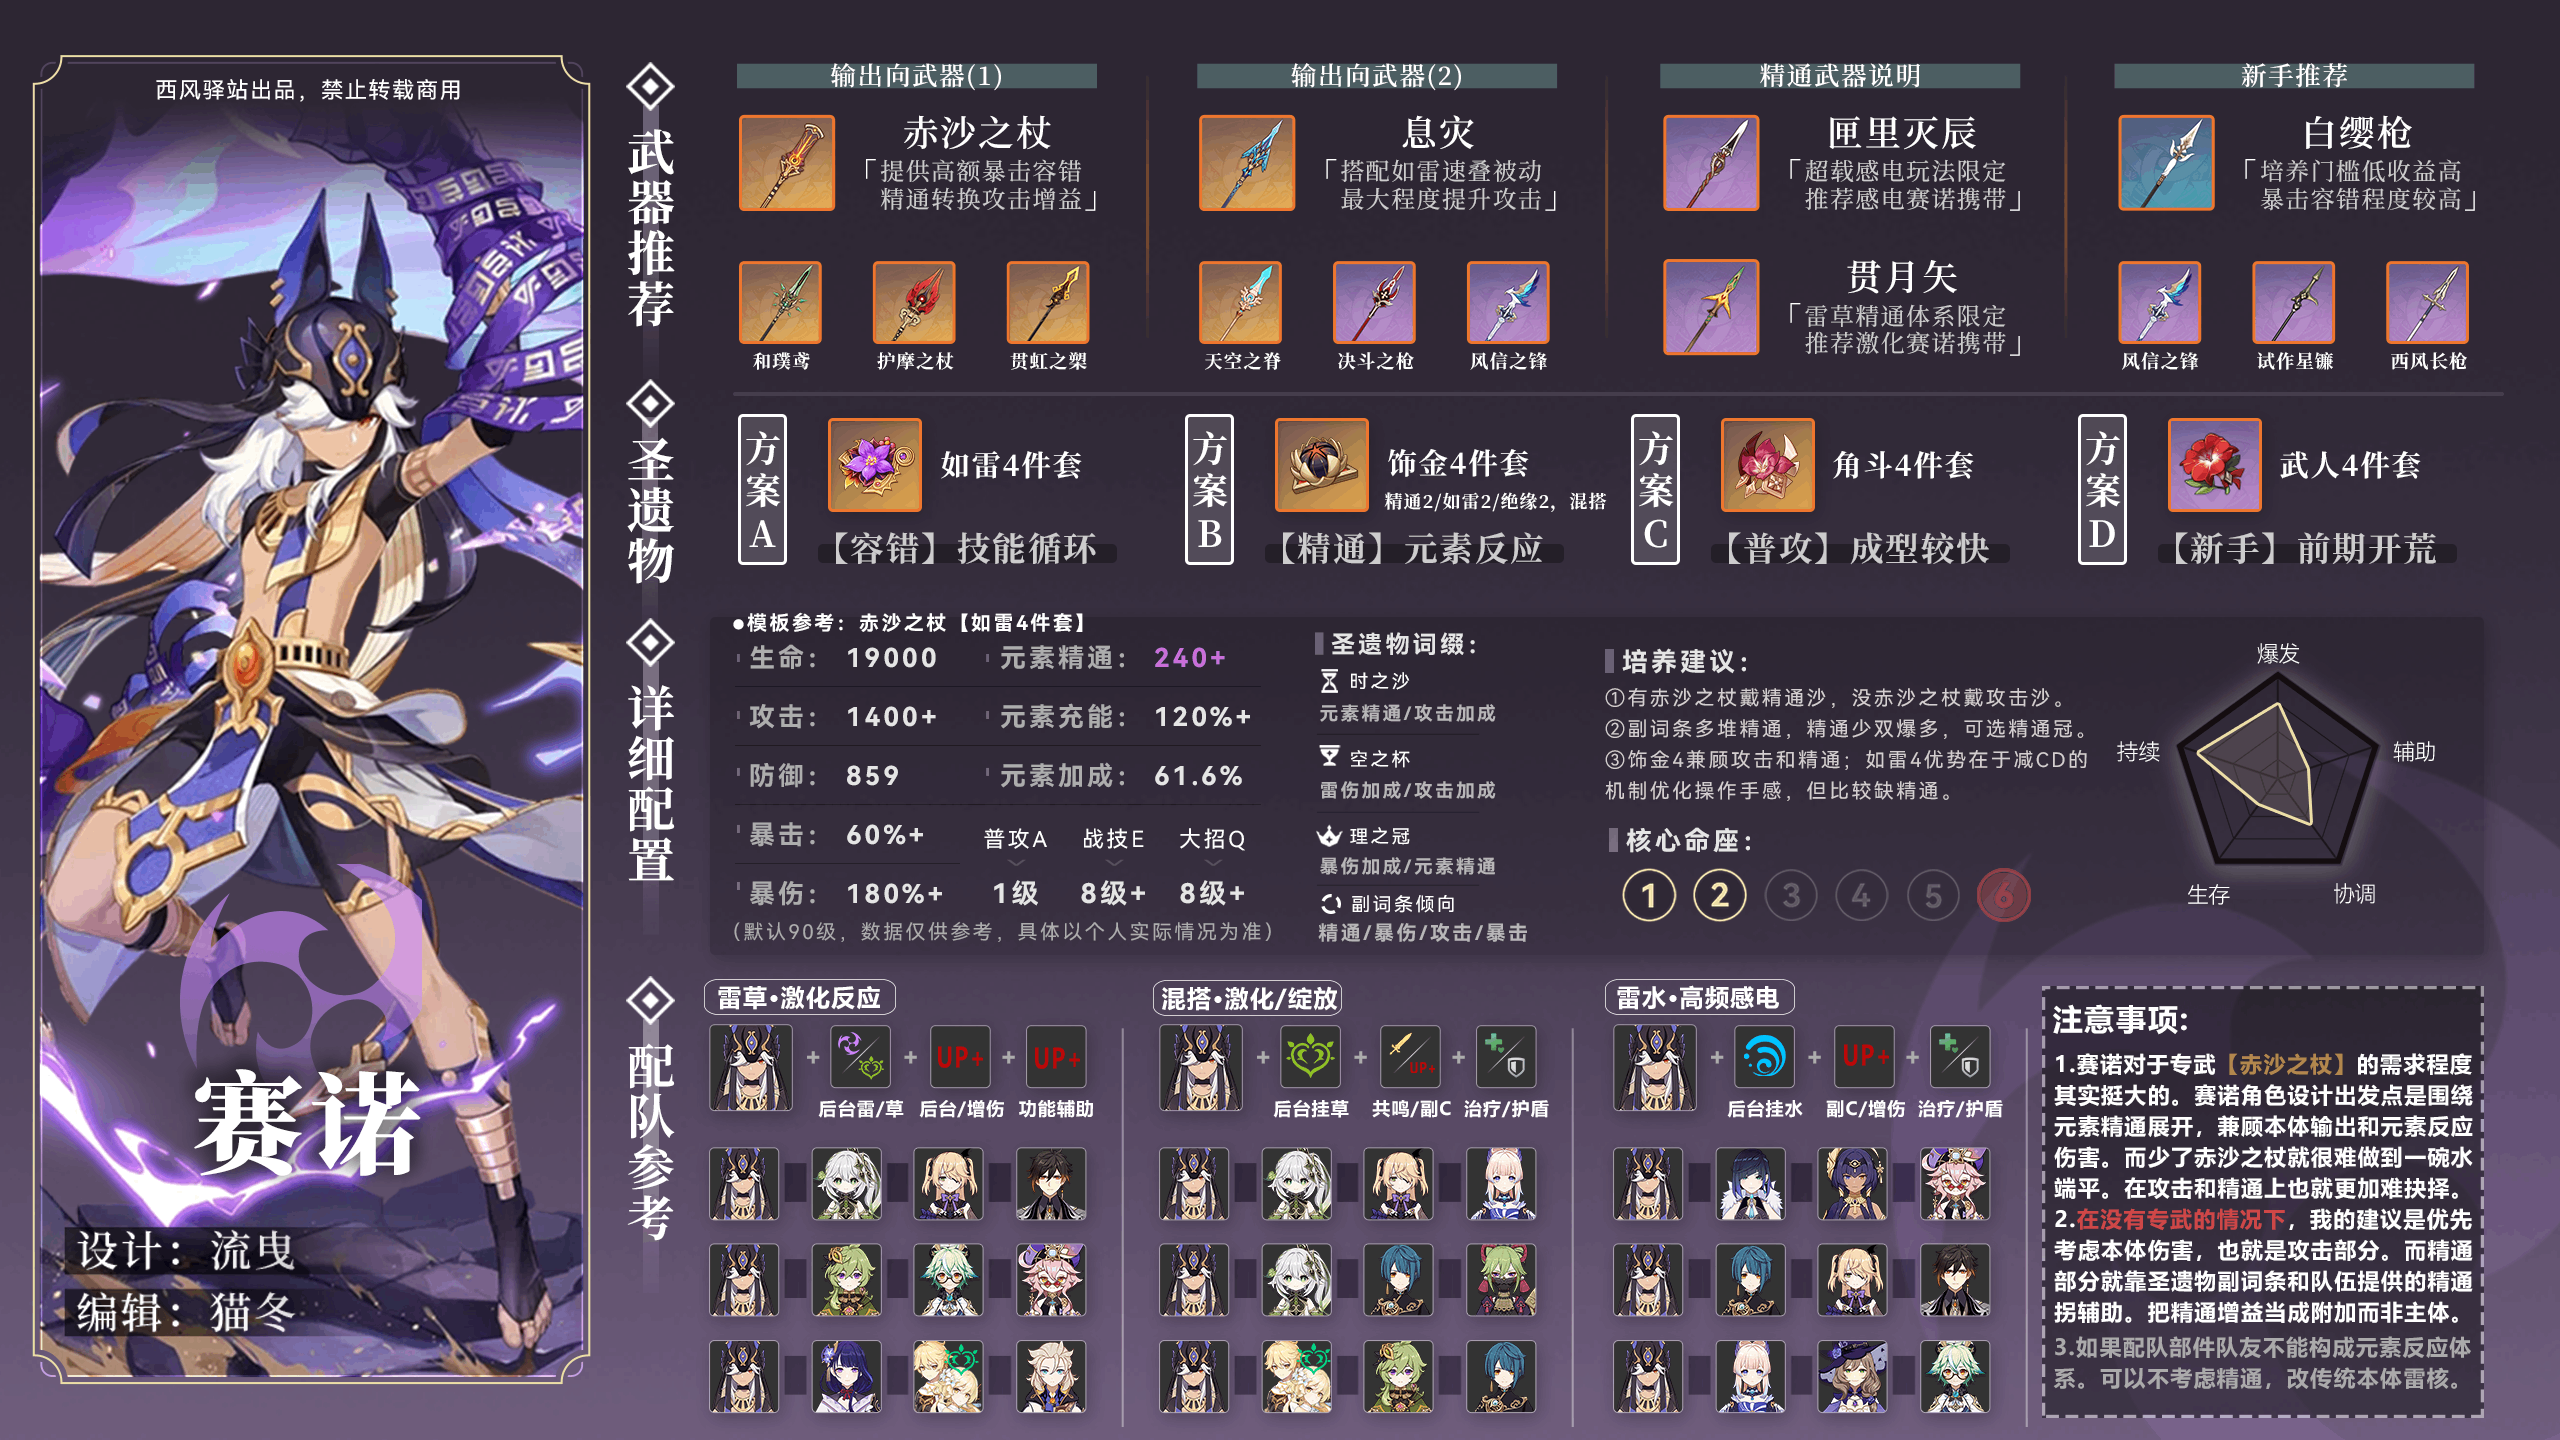 西风驿站出品，禁止转载商用
赛诺
设计：流曳
编辑：猫冬
武器推荐
输出向武器(1)
赤沙之杖
「提供高额暴击容错
精通转换攻击增益」
和璞鸢
护摩之杖
贯虹之槊
输出向武器(2)
息灾
「搭配如雷速叠被动
最大程度提升攻击」
天空之脊
决斗之枪
风信之锋
精通武器说明
匣里灭辰
「超载感电玩法限定
推荐感电赛诺携带」
贯月矢
「雷草精通体系限定
推荐激化赛诺携带」
新手推荐
白缨枪
「培养门槛低收益高
暴击容错程度较高」
风信之锋
试作星镰
西风长枪
圣遗物
方案A
如雷4件套
【容错】技能循环
方案B
饰金4件套
精通2/如雷2/绝缘2，混搭
【精通】元素反应
方案C
角斗4件套
【普攻】成型较快
方案D
武人4件套
【新手】前期开荒
详细配置
●模板参考：赤沙之杖【如雷4件套】
生命：19000
元素精通：240+
攻击：1400+
元素充能：120%+
防御：859
元素加成：61.6%
暴击：60%+
普攻A 战技E 大招Q
暴伤：180%+
1级 8级+ 8级+
(默认90级，数据仅供参考，具体以个人实际情况为准)
圣遗物词缀：
时之沙
元素精通/攻击加成
空之杯
雷伤加成/攻击加成
理之冠
暴伤加成/元素精通
副词条倾向
精通/暴伤/攻击/暴击
培养建议：
①有赤沙之杖戴精通沙，没赤沙之杖戴攻击沙。
②副词条多堆精通，精通少双爆多，可选精通冠。
③饰金4兼顾攻击和精通；如雷4优势在于减CD的
机制优化操作手感，但比较缺精通。
核心命座：
1 2 3 4 5 6
爆发
持续
辅助
生存
协调
配队参考
雷草·激化反应
+ + UP+ + UP+
后台雷/草 后台/增伤 功能辅助
混搭·激化/绽放
+ + UP+ +
后台挂草 共鸣/副C 治疗/护盾
雷水·高频感电
+ + UP+ +
后台挂水 副C/增伤 治疗/护盾
注意事项:
1.赛诺对于专武【赤沙之杖】的需求程度
其实挺大的。赛诺角色设计出发点是围绕
元素精通展开，兼顾本体输出和元素反应
伤害。而少了赤沙之杖就很难做到一碗水
端平。在攻击和精通上也就更加难抉择。
2.在没有专武的情况下，我的建议是优先
考虑本体伤害，也就是攻击部分。而精通
部分就靠圣遗物副词条和队伍提供的精通
拐辅助。把精通增益当成附加而非主体。
3.如果配队部件队友不能构成元素反应体
系。可以不考虑精通，改传统本体雷核。